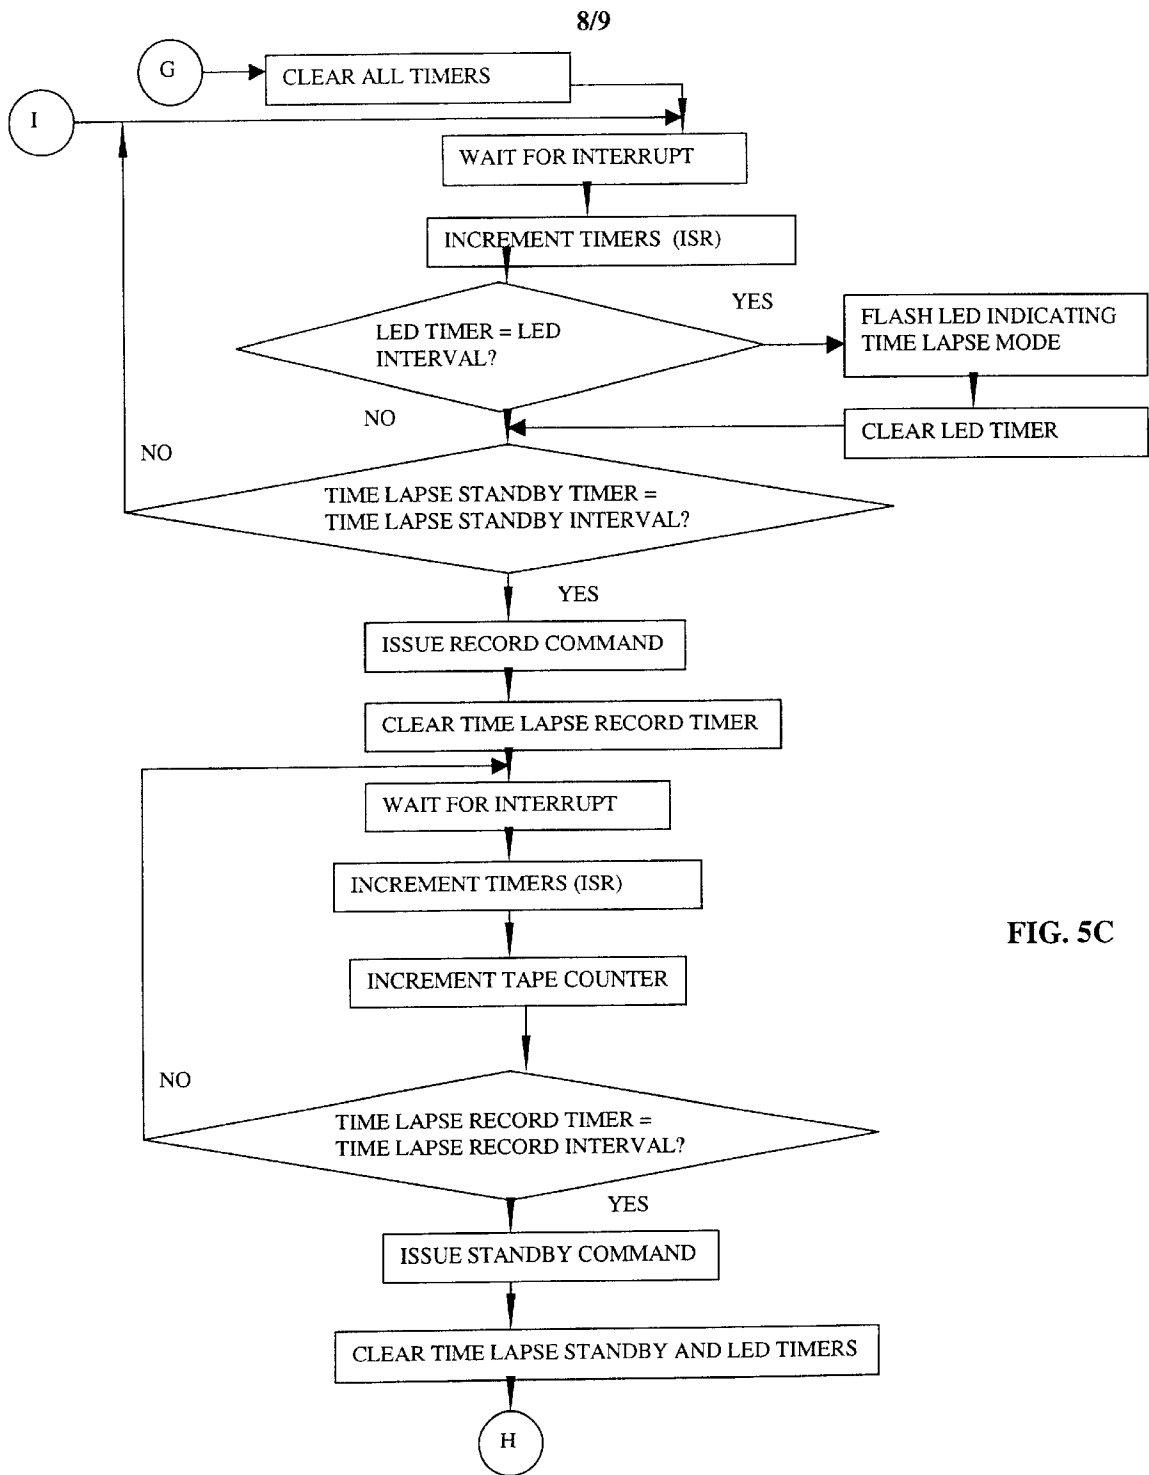 8/9
G
CLEAR ALL TIMERS
I
WAIT FOR INTERRUPT
INCREMENT TIMERS (ISR)
YES
LED TIMER = LED
INTERVAL?
FLASH LED INDICATING
TIME LAPSE MODE
NO
CLEAR LED TIMER
NO
TIME LAPSE STANDBY TIMER =
TIME LAPSE STANDBY INTERVAL?
YES
ISSUE RECORD COMMAND
CLEAR TIME LAPSE RECORD TIMER
WAIT FOR INTERRUPT
INCREMENT TIMERS (ISR)
FIG. 5C
INCREMENT TAPE COUNTER
NO
TIME LAPSE RECORD TIMER =
TIME LAPSE RECORD INTERVAL?
YES
ISSUE STANDBY COMMAND
CLEAR TIME LAPSE STANDBY AND LED TIMERS
H